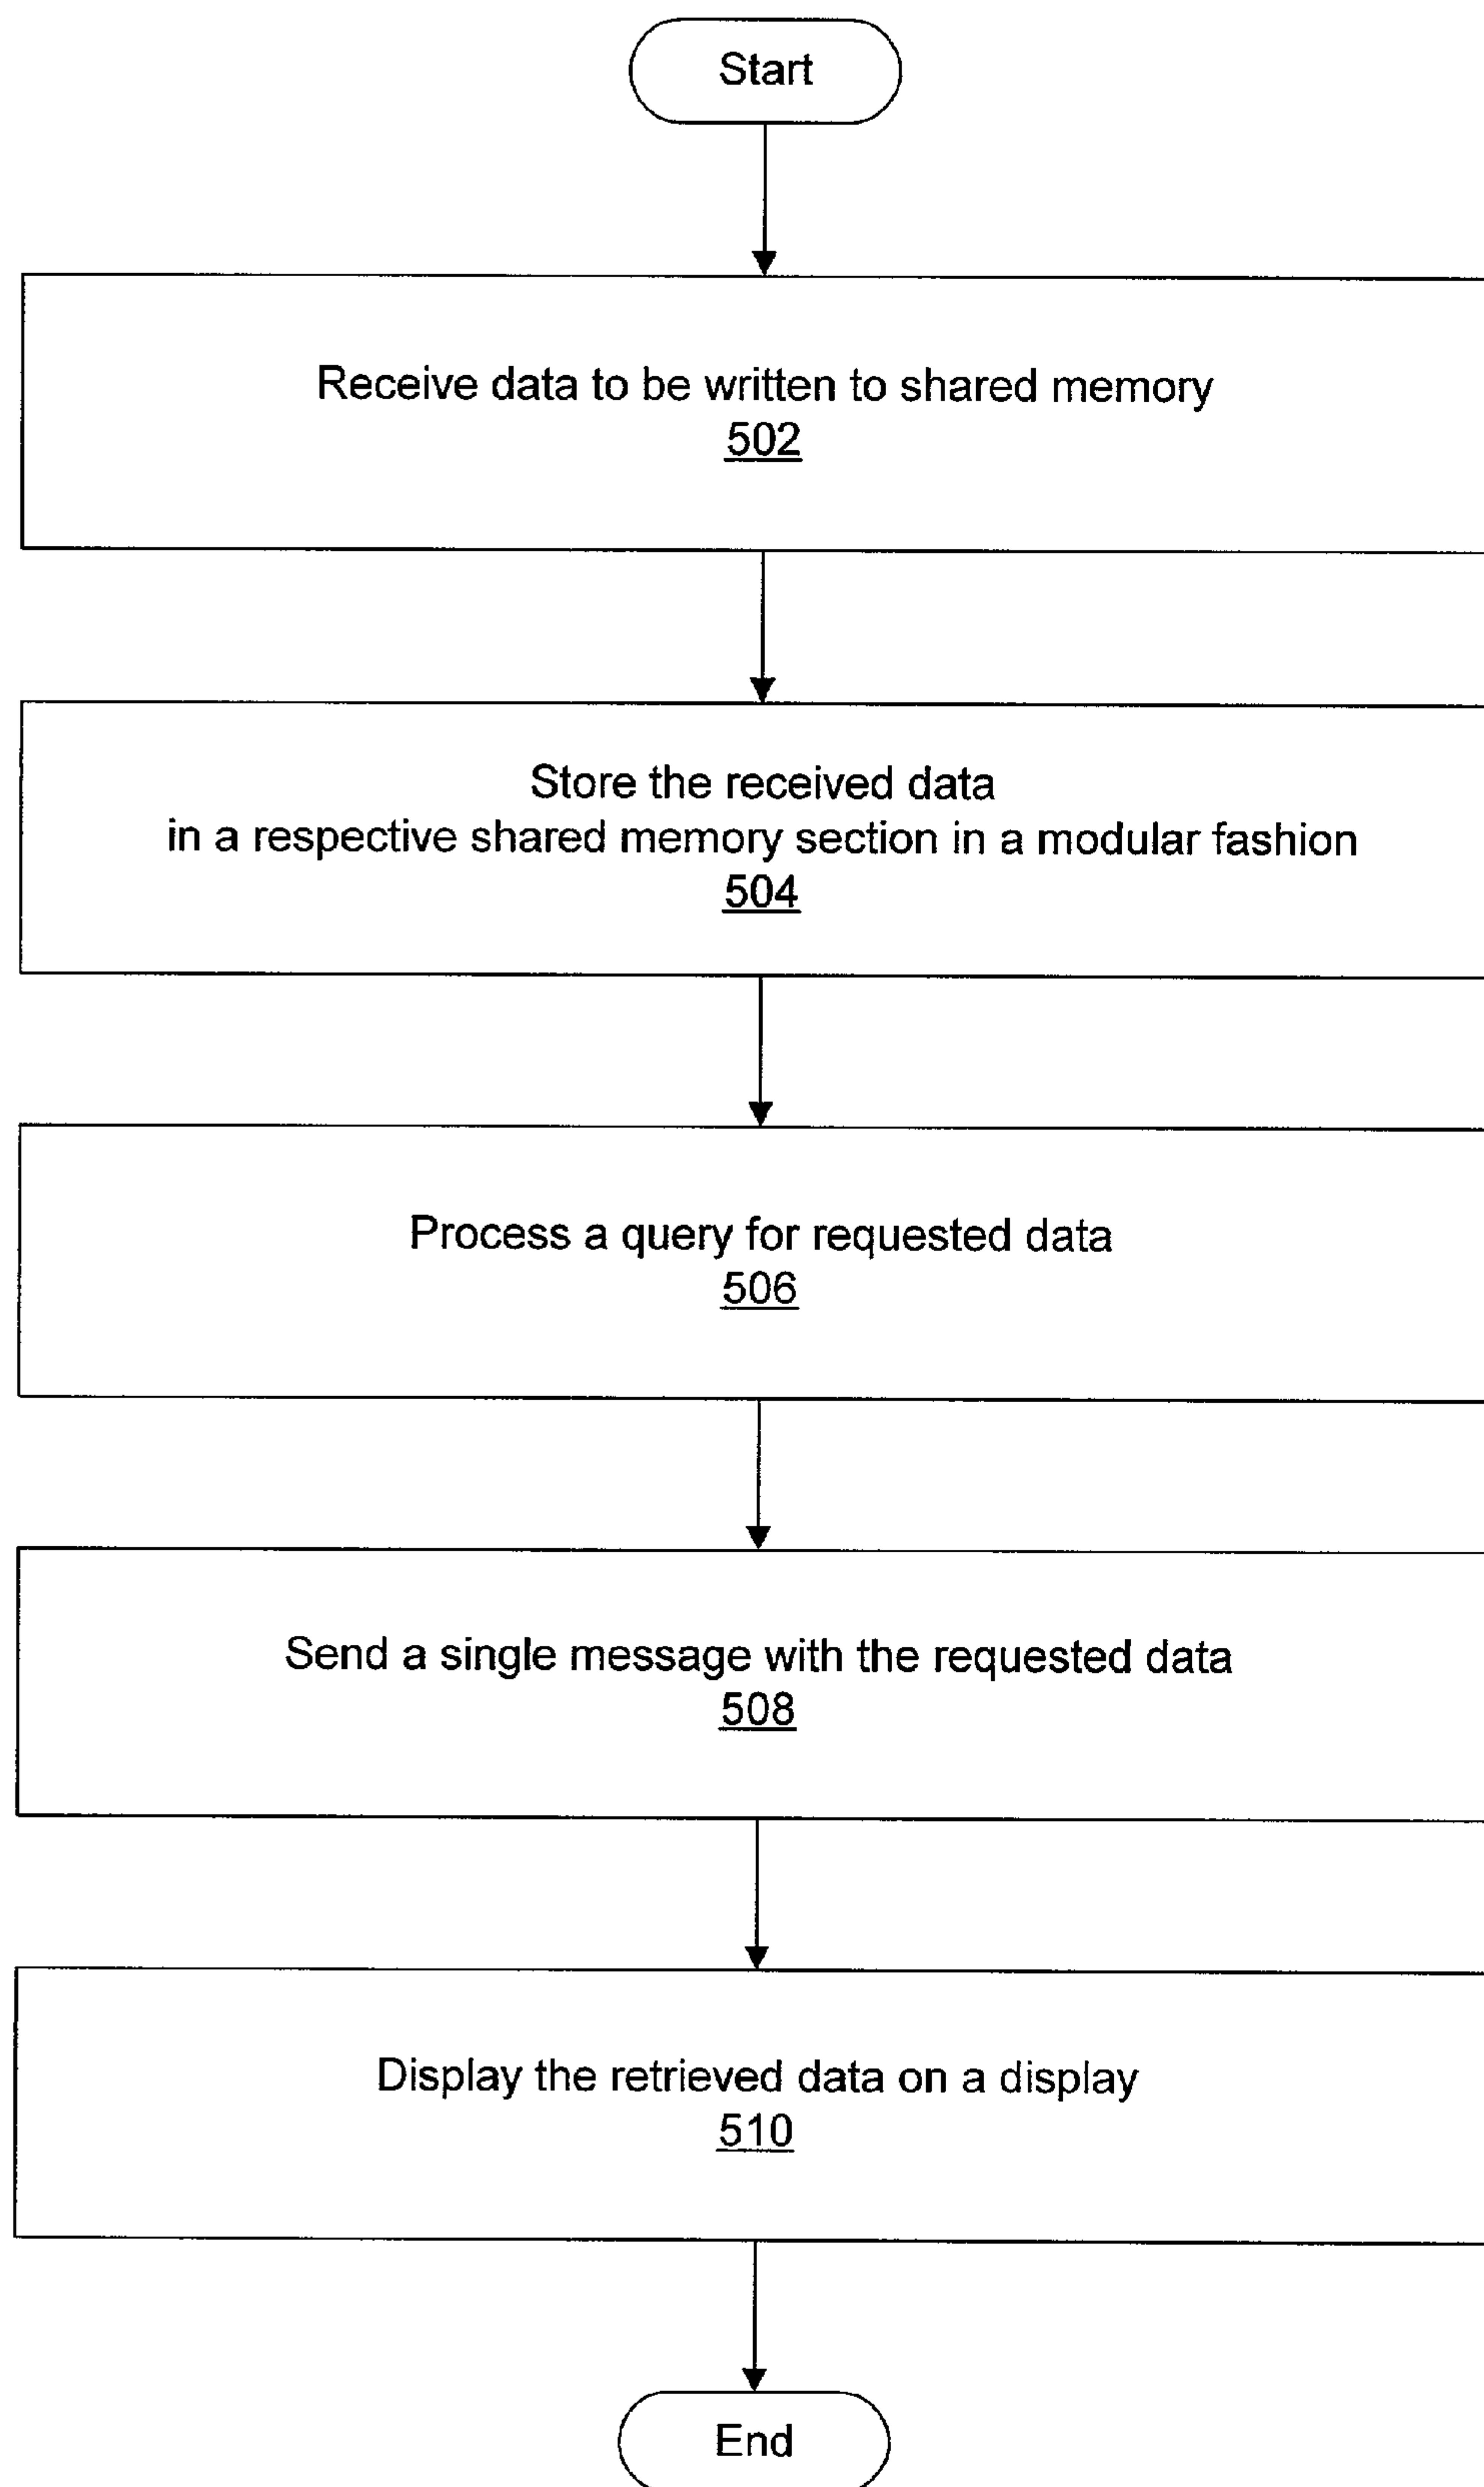 Start
Receive data to be written to shared memory
502
Store the received data
in a respective shared memory section in a modular fashion
504
Process a query for requested data
506
Send a single message with the requested data
508
Display the retrieved data on a display
510
End